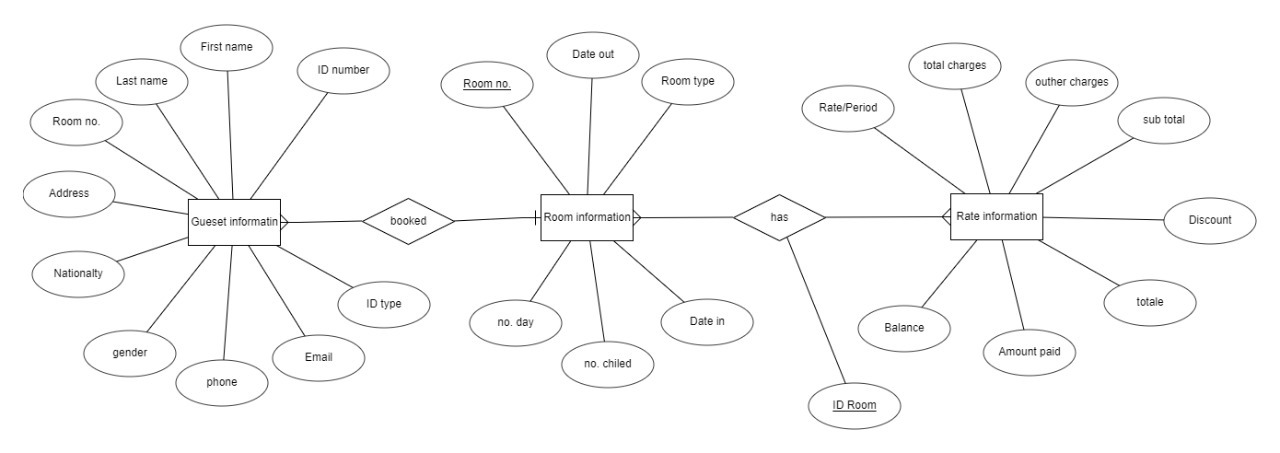 First name
Last name
ID number
Room no.
Address
Nationalty
gender
phone
Email
ID type
Gueset informatin
booked
Room no.
Date out
Room type
Room information
no. day
no. chiled
Date in
has
ID Room
Rate/Period
total charges
outher charges
sub total
Discount
totale
Amount paid
Balance
Rate information